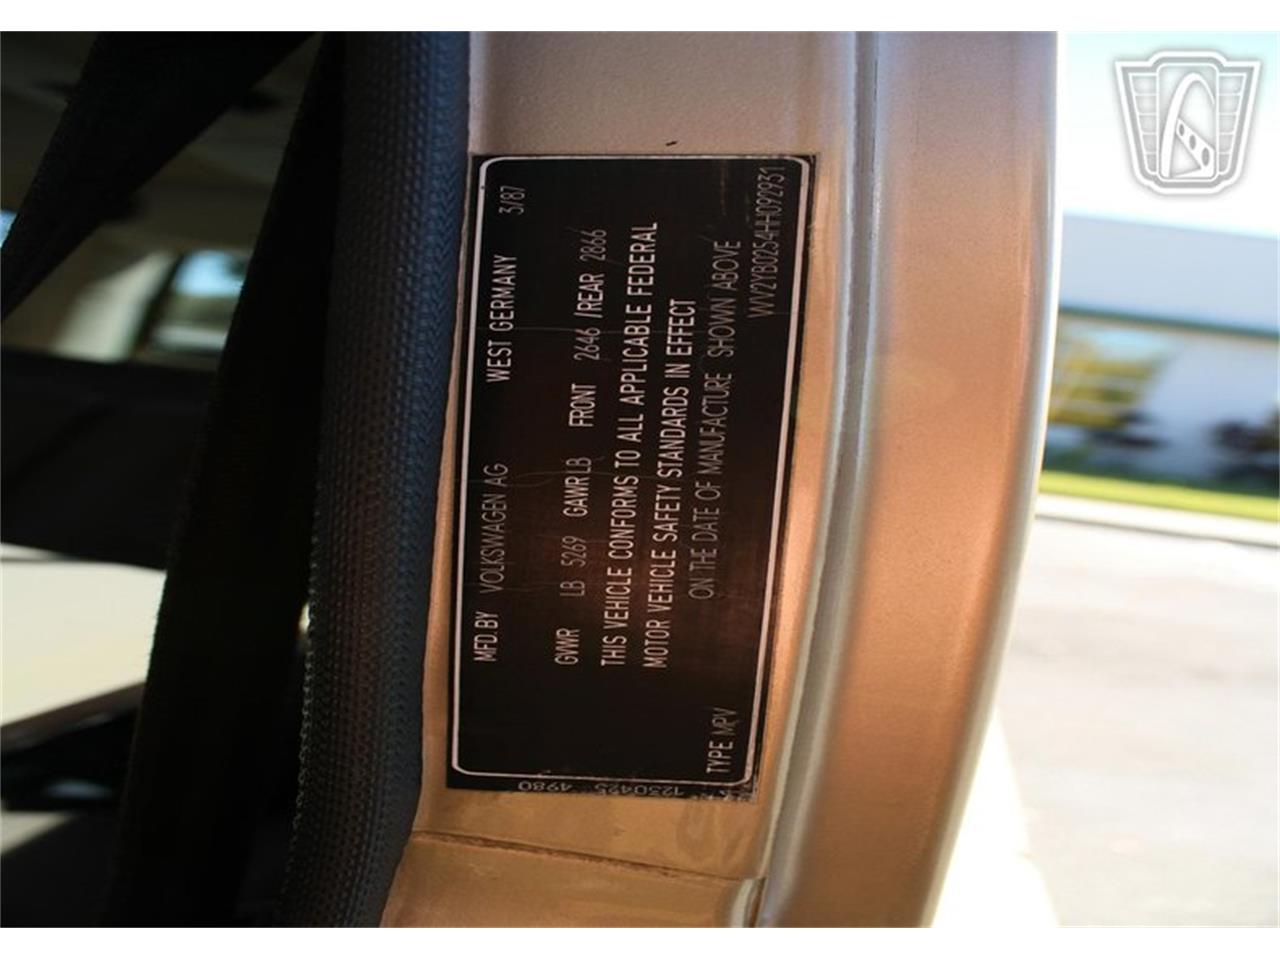 MFD.BY VOLKSWAGEN AG WEST GERMANY 3/87
GVWR LB 5269 GAWR LB FRONT 2646 / REAR 2866
THIS VEHICLE CONFORMS TO ALL APPLICABLE FEDERAL
MOTOR VEHICLE SAFETY STANDARDS IN EFFECT
ON THE DATE OF MANUFACTURE SHOWN ABOVE
TYPE MPV WV2YB0254HH092931
4980
1230425